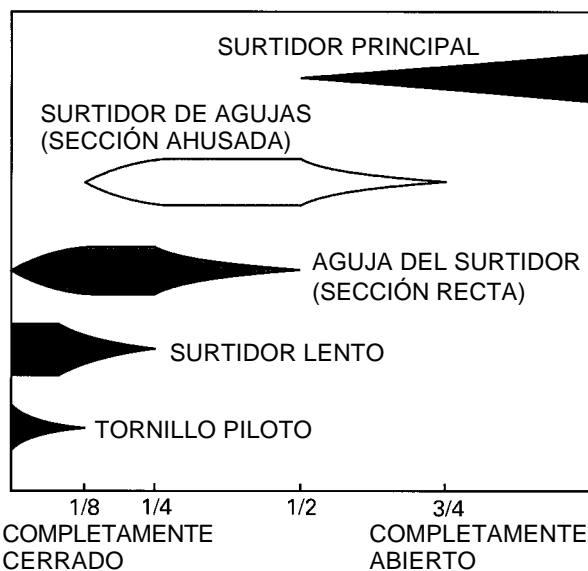 SURTIDOR PRINCIPAL
SURTIDOR DE AGUJAS
(SECCIÓN AHUSADA)
AGUJA DEL SURTIDOR
(SECCIÓN RECTA)
SURTIDOR LENTO
TORNILLO PILOTO
1/8 1/4 1/2 3/4
COMPLETAMENTE
CERRADO
COMPLETAMENTE
ABIERTO